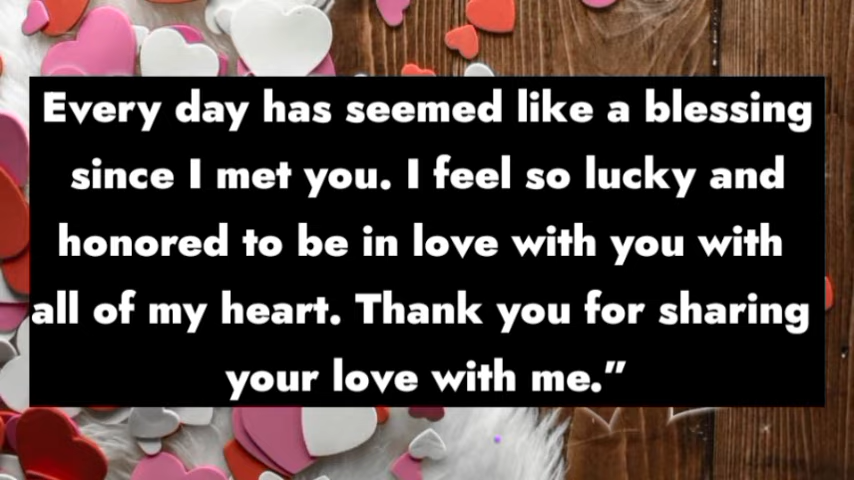 Every day has seemed like a blessing
since I met you. I feel so lucky and
honored to be in love with you with
all of my heart. Thank you for sharing
your love with me.”